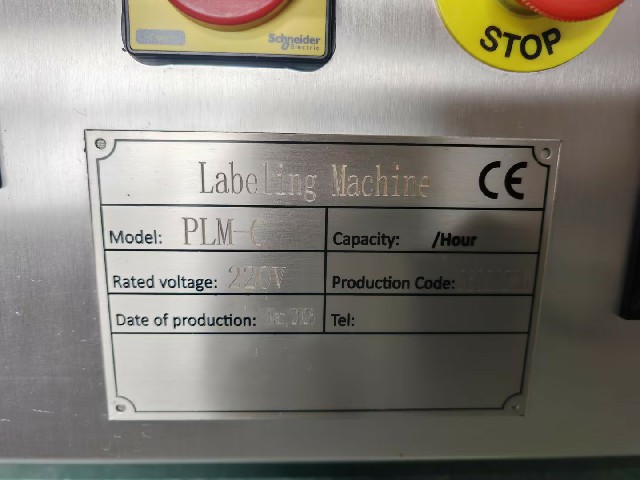 Schneider
Electric
STOP
Labeling Machine CE
Model:
Capacity: /Hour
Rated voltage: 220V
Production Code:
Date of production:
Tel: